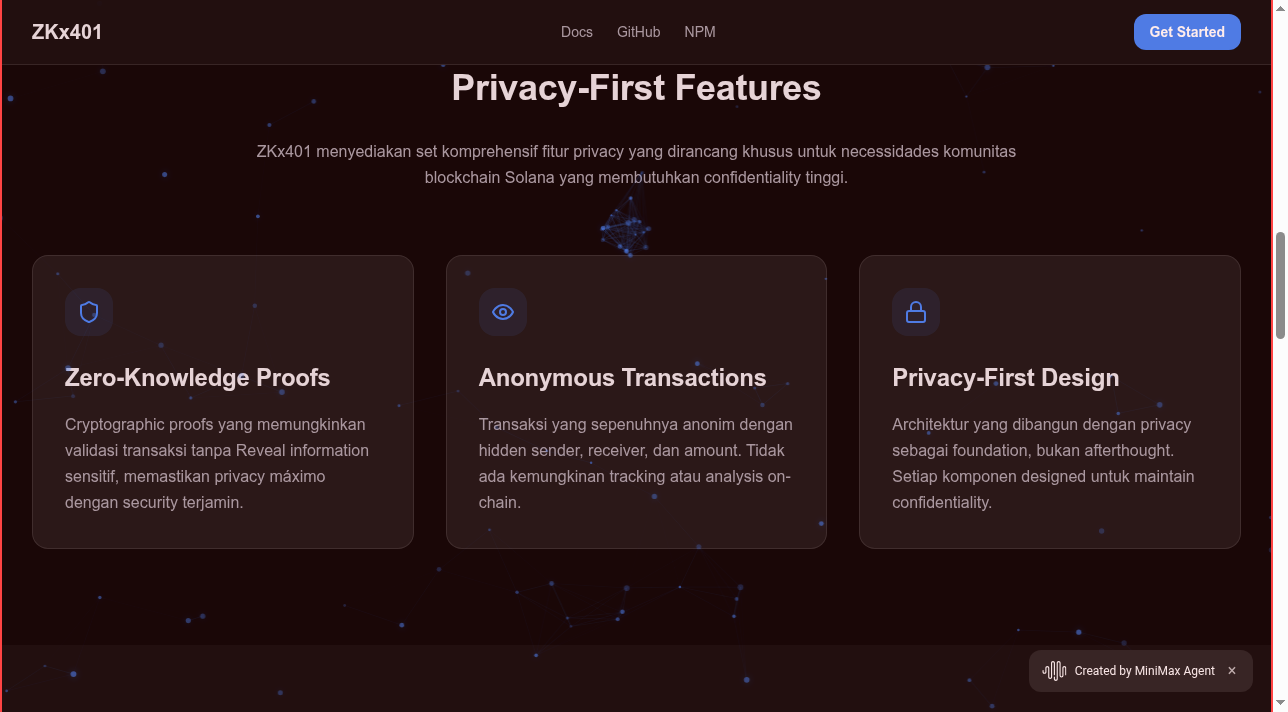 ZKx401
Docs
GitHub
NPM
Get Started
Privacy-First Features
ZKx401 menyediakan set komprehensif fitur privacy yang dirancang khusus untuk necessidades komunitas
blockchain Solana yang membutuhkan confidentiality tinggi.
Zero-Knowledge Proofs
Cryptographic proofs yang memungkinkan
validasi transaksi tanpa Reveal information
sensitif, memastikan privacy máximo
dengan security terjamin.
Anonymous Transactions
Transaksi yang sepenuhnya anonim dengan
hidden sender, receiver, dan amount. Tidak
ada kemungkinan tracking atau analysis on-
chain.
Privacy-First Design
Architektur yang dibangun dengan privacy
sebagai foundation, bukan afterthought.
Setiap komponen designed untuk maintain
confidentiality.
Created by MiniMax Agent